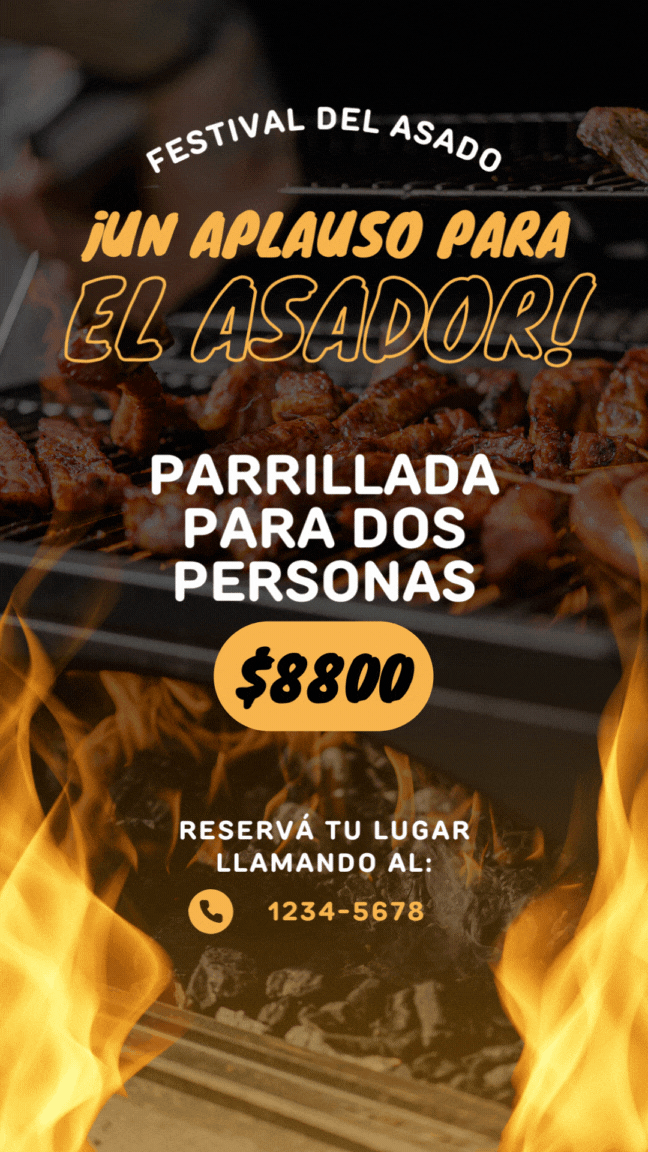 FESTIVAL DEL ASADO
¡UN APLAUSO PARA
EL ASADOR!
PARRILLADA
PARA DOS
PERSONAS
$8800
RESERVÁ TU LUGAR
LLAMANDO AL:
1234-5678